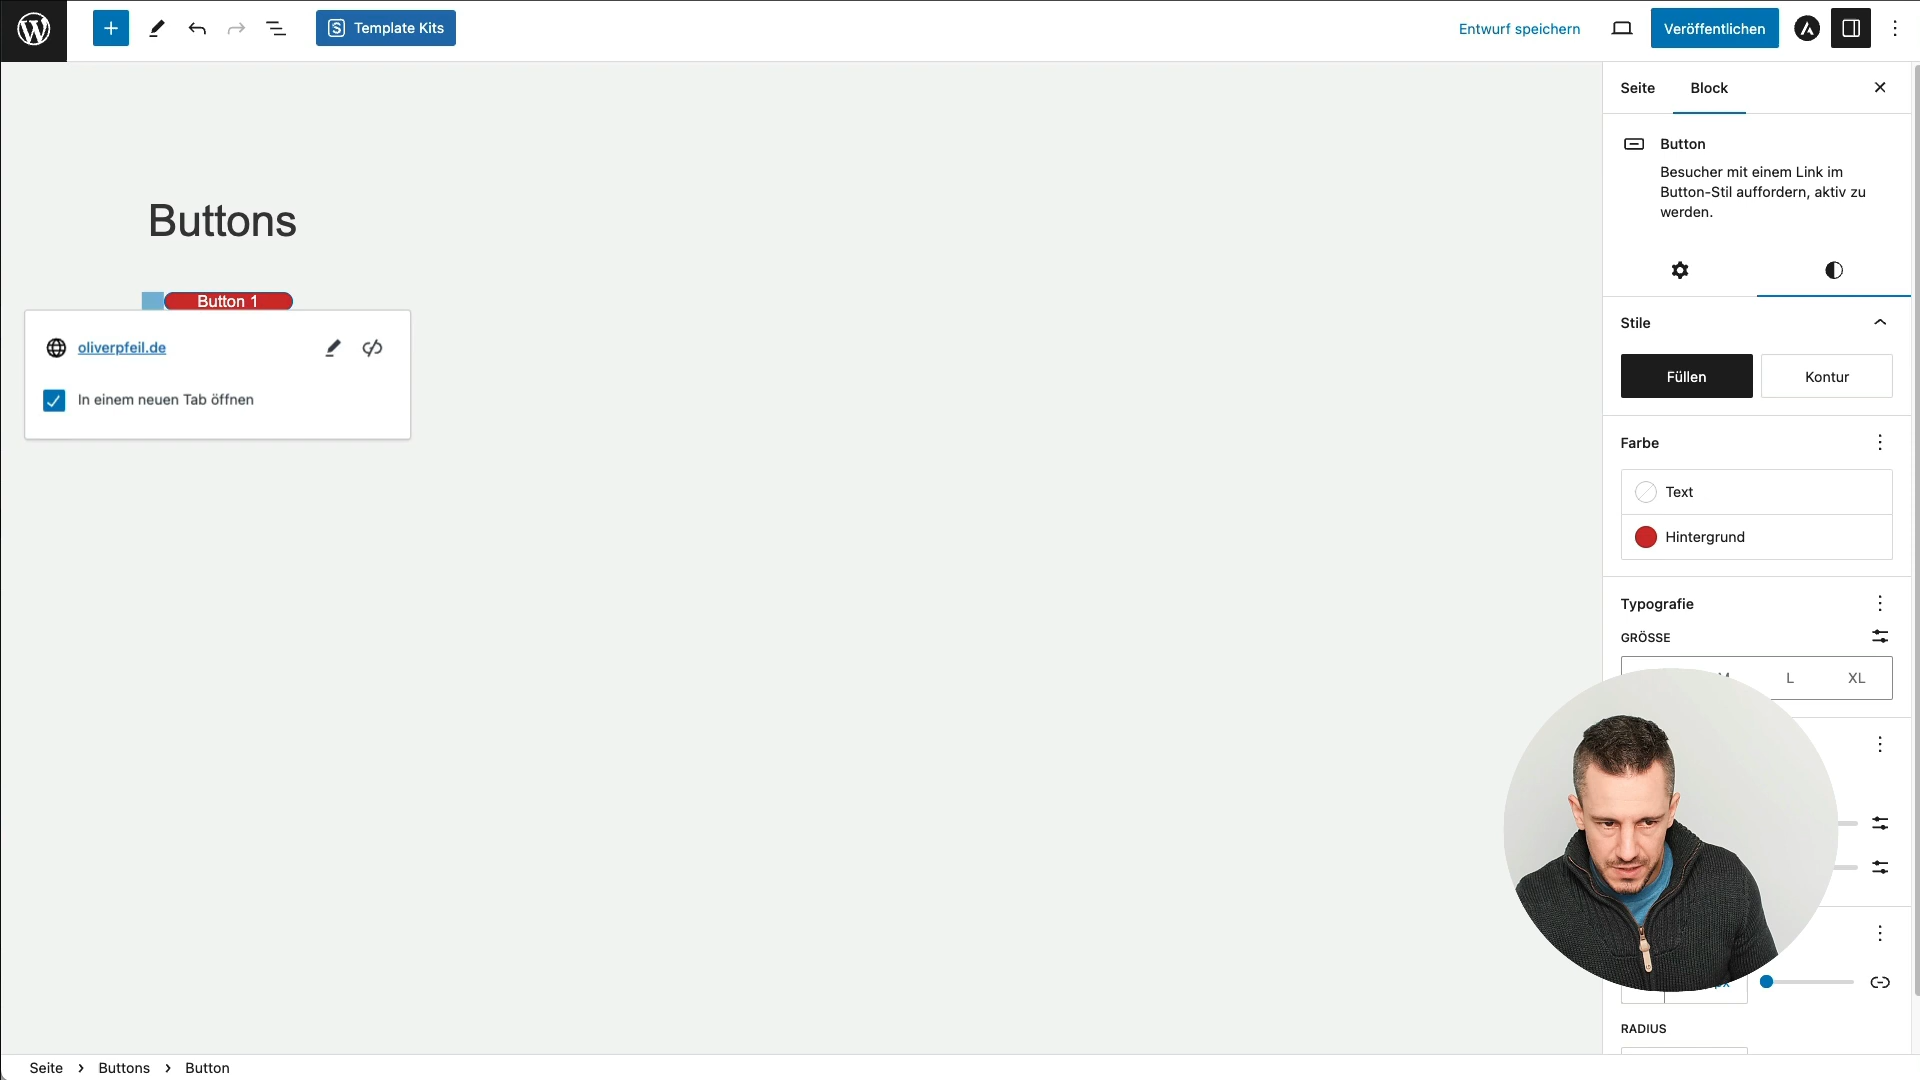 Template Kits
Entwurf speichern
Veröffentlichen
Seite
Block
Button
Besucher mit einem Link im
Button-Stil auffordern, aktiv zu
werden.
Buttons
Button 1
oliverpfeil.de
In einem neuen Tab öffnen
Stile
Füllen
Kontur
Farbe
Text
Hintergrund
Typografie
GRÖSSE
L
XL
RADIUS
Seite
Buttons
Button